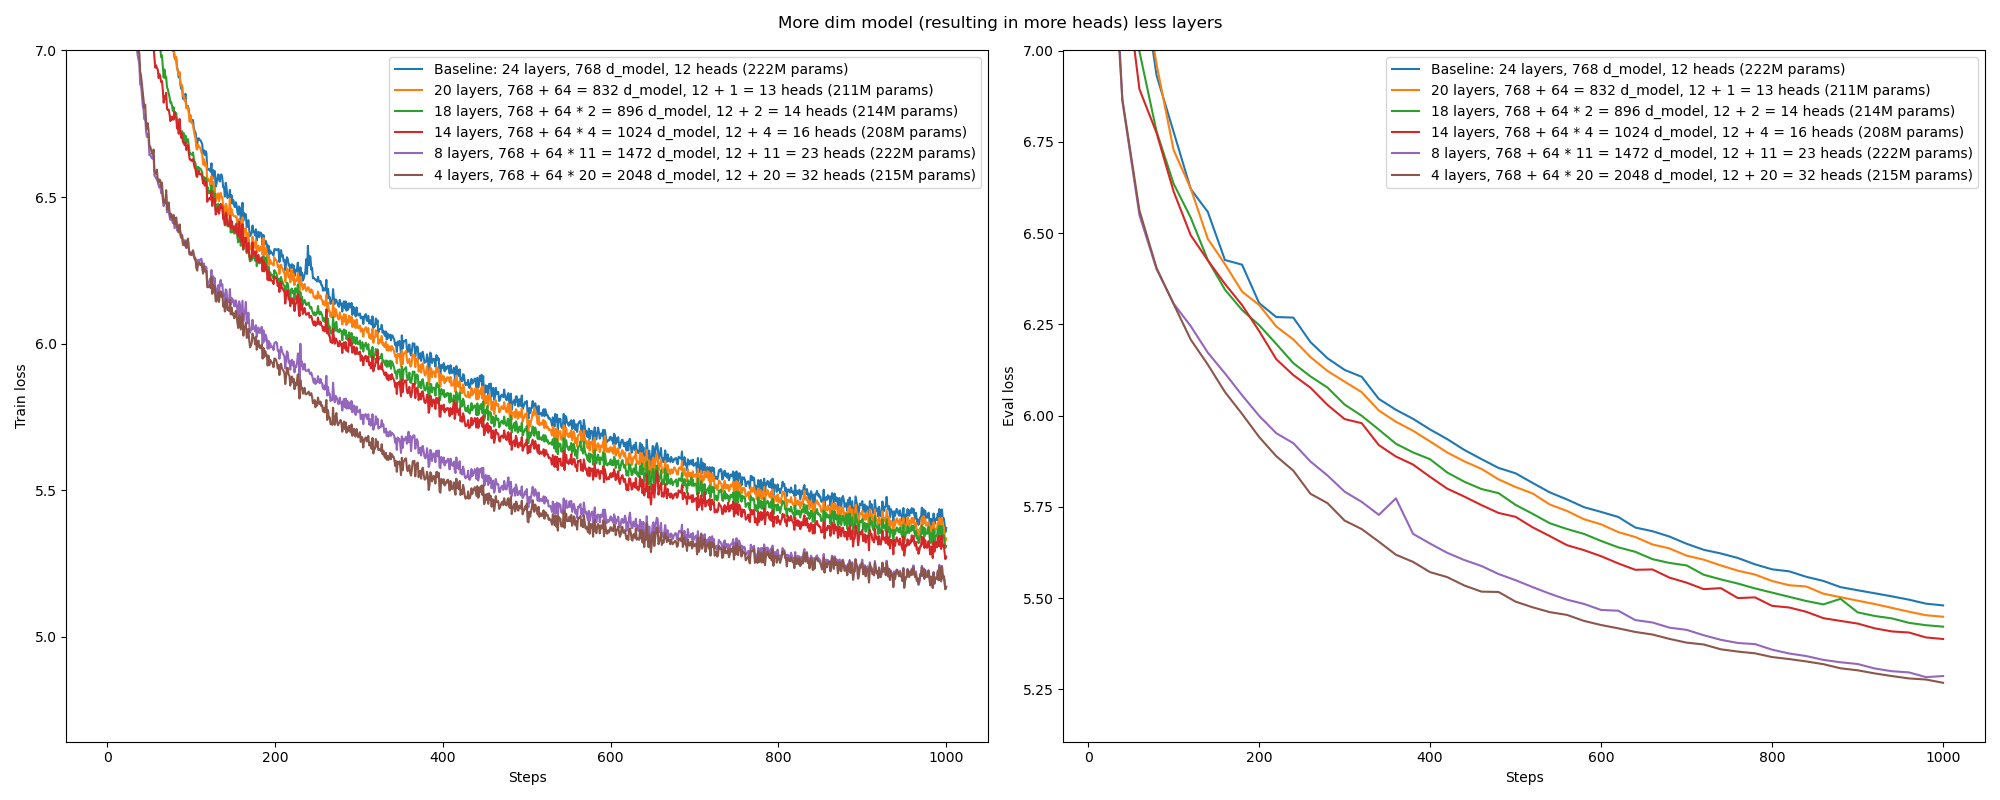 More dim model (resulting in more heads) less layers
7.0
6.5
6.0
5.5
5.0
Train loss
Baseline: 24 layers, 768 d_model, 12 heads (222M params)
20 layers, 768 + 64 = 832 d_model, 12 + 1 = 13 heads (211M params)
18 layers, 768 + 64 * 2 = 896 d_model, 12 + 2 = 14 heads (214M params)
14 layers, 768 + 64 * 4 = 1024 d_model, 12 + 4 = 16 heads (208M params)
8 layers, 768 + 64 * 11 = 1472 d_model, 12 + 11 = 23 heads (222M params)
4 layers, 768 + 64 * 20 = 2048 d_model, 12 + 20 = 32 heads (215M params)
0 200 400 600 800 1000
Steps
7.00
6.75
6.50
6.25
6.00
5.75
5.50
5.25
Eval loss
Baseline: 24 layers, 768 d_model, 12 heads (222M params)
20 layers, 768 + 64 = 832 d_model, 12 + 1 = 13 heads (211M params)
18 layers, 768 + 64 * 2 = 896 d_model, 12 + 2 = 14 heads (214M params)
14 layers, 768 + 64 * 4 = 1024 d_model, 12 + 4 = 16 heads (208M params)
8 layers, 768 + 64 * 11 = 1472 d_model, 12 + 11 = 23 heads (222M params)
4 layers, 768 + 64 * 20 = 2048 d_model, 12 + 20 = 32 heads (215M params)
0 200 400 600 800 1000
Steps